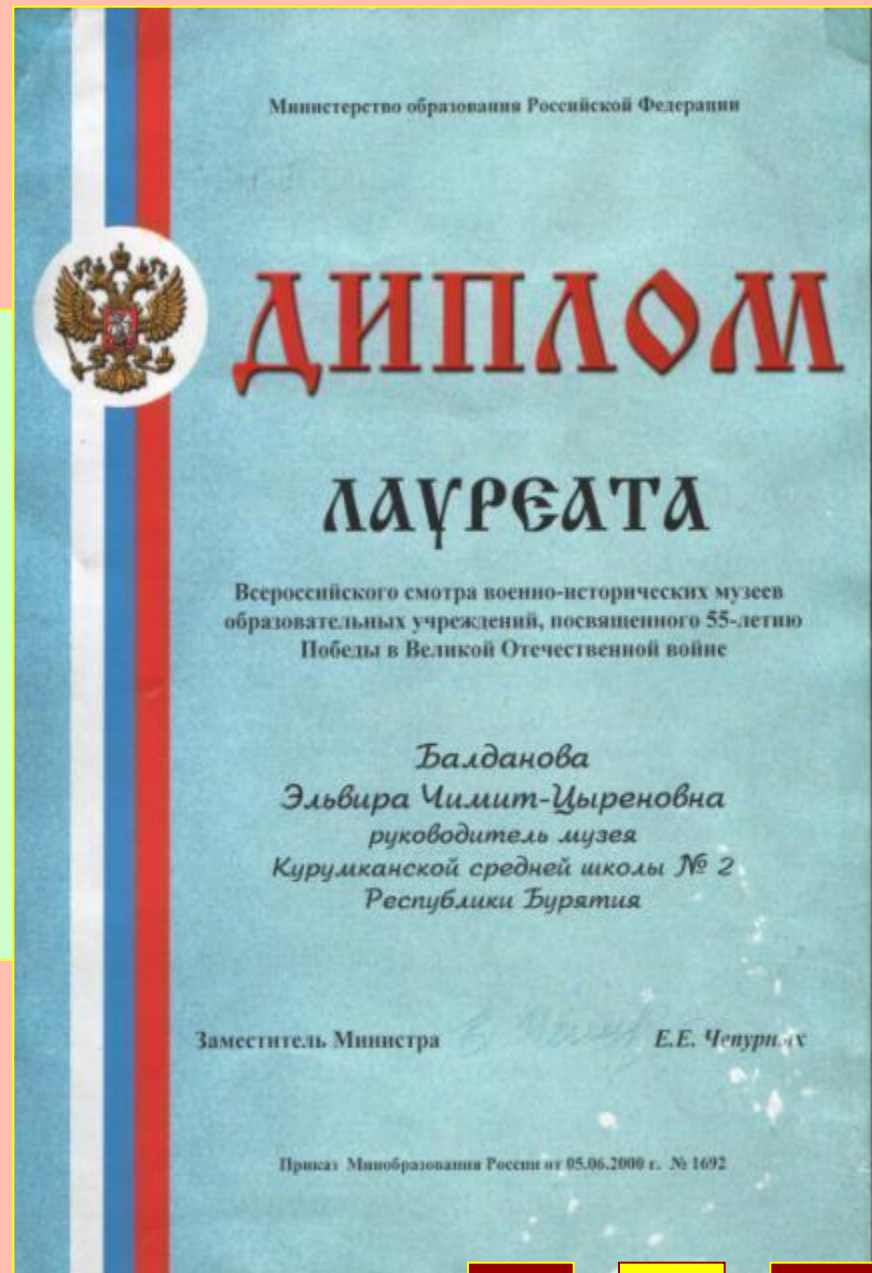 Министерство образования Российской Федерации
ДИПЛОМ
ЛАУРЕАТА
Всероссийского смотра военно-исторических музеев
образовательных учреждений, посвященного 55-летию
Победы в Великой Отечественной войне
Балданова
Эльвира Чимит-Цыреновна
руководитель музея
Курумканской средней школы № 2
Республики Бурятия
Заместитель Министра Е.Е. Чепурных
Приказ Минобразования России от 05.06.2000 г. № 1692